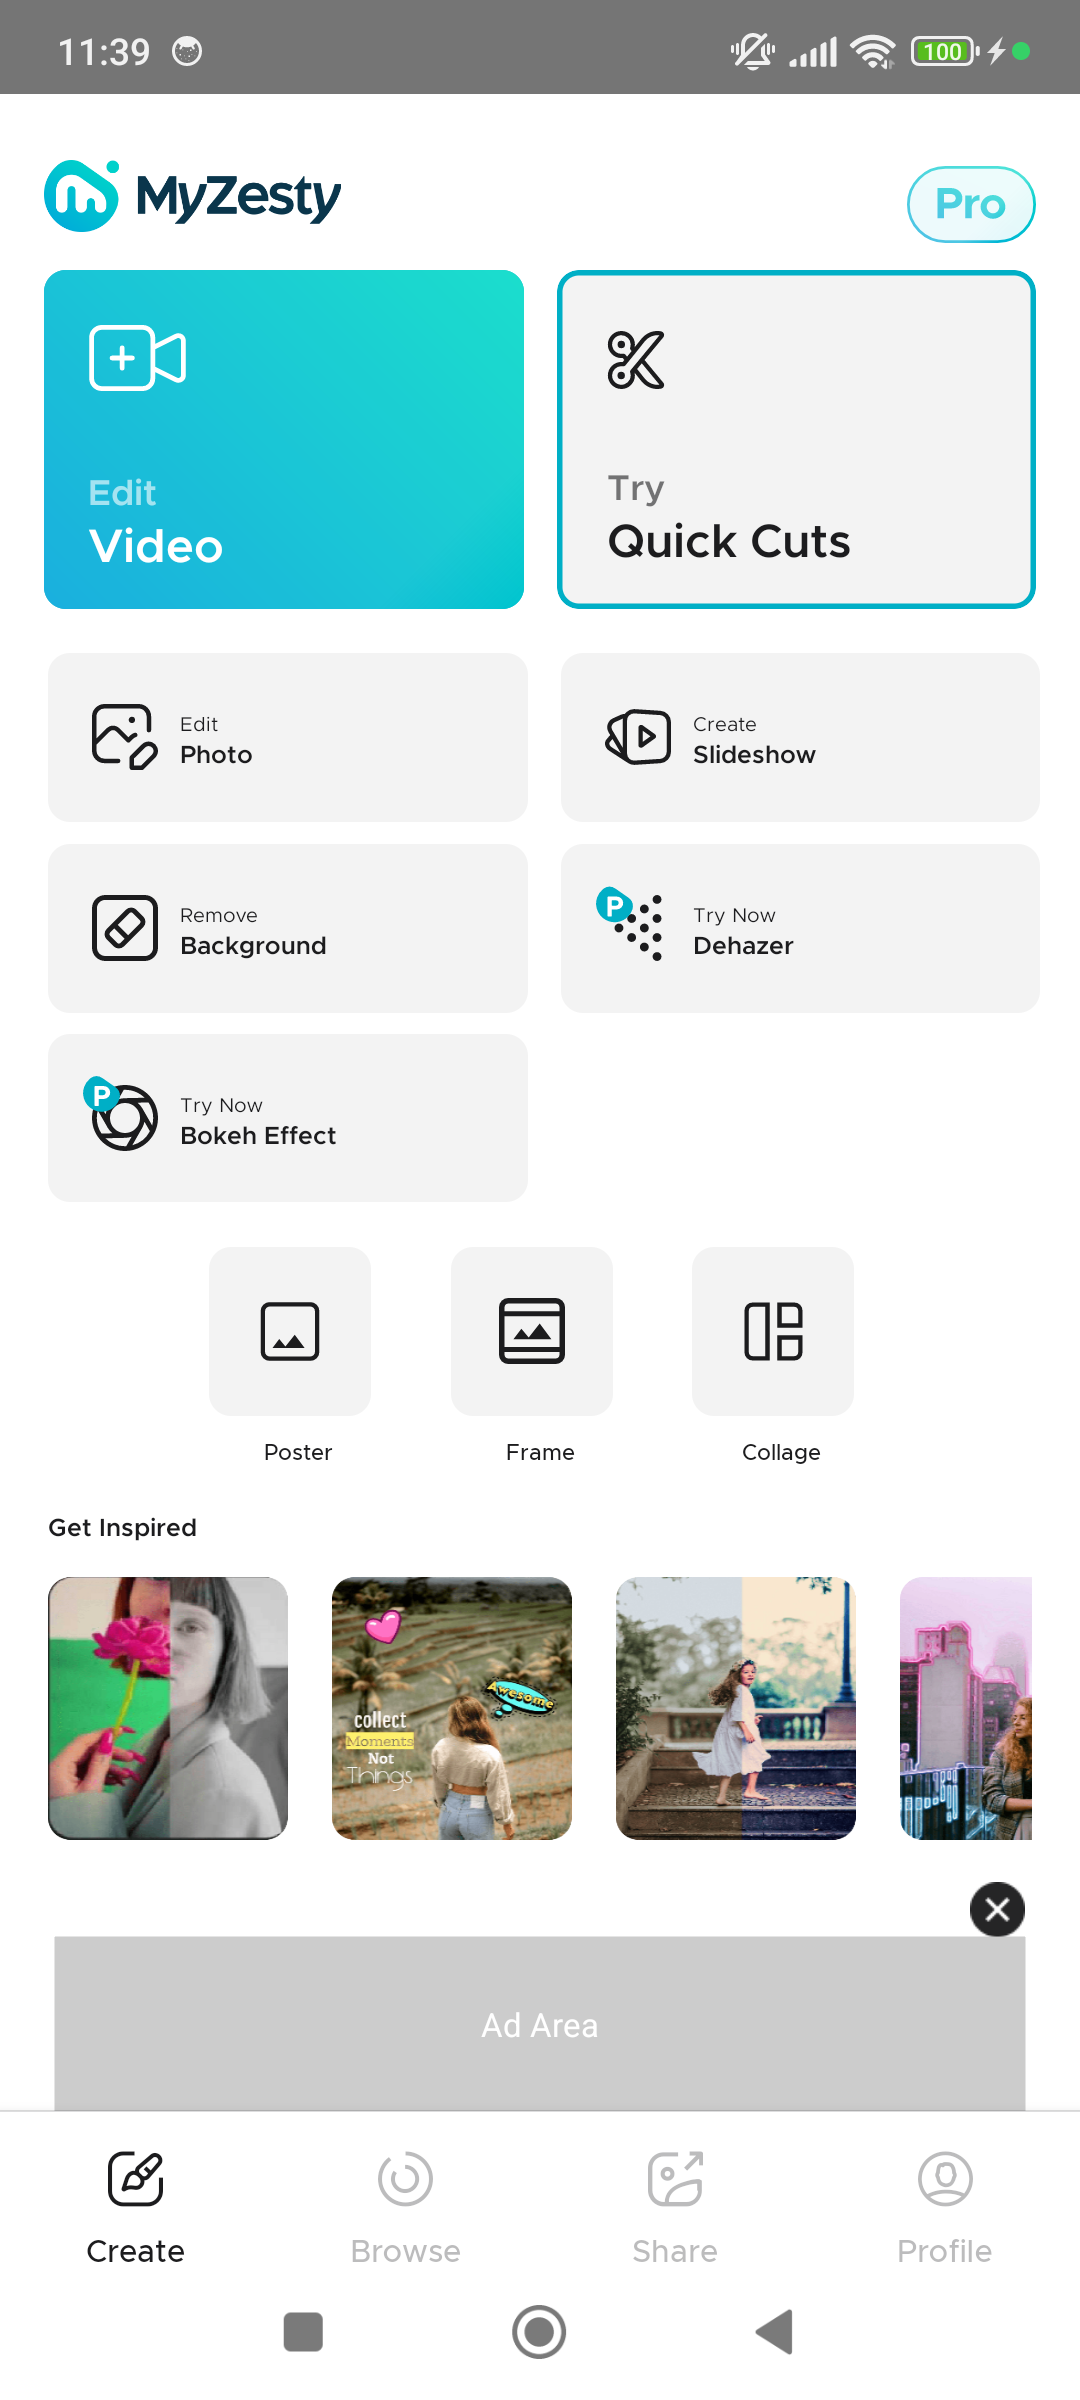 11:39
100
MyZesty
Pro
Edit
Video
Try
Quick Cuts
Edit
Photo
Create
Slideshow
Remove
Background
P
Try Now
Dehazer
P
Try Now
Bokeh Effect
Poster
Frame
Collage
Get Inspired
collect
Moments
Not
Things
Awesome
Ad Area
Create
Browse
Share
Profile